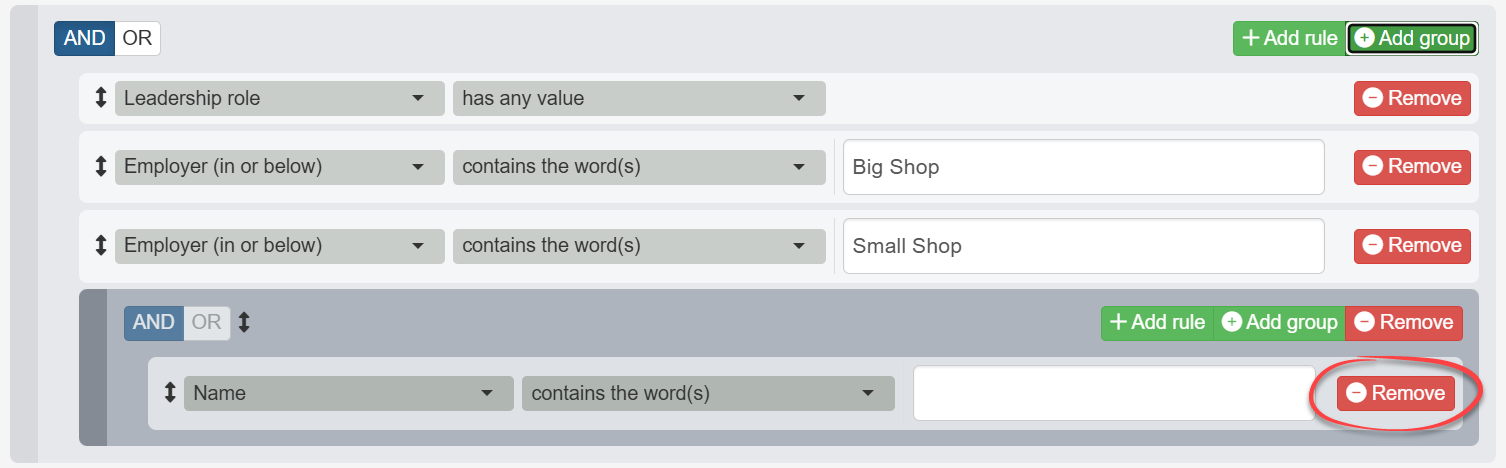 AND OR + Add rule + Add group
Leadership role has any value − Remove
Employer (in or below) contains the word(s) Big Shop − Remove
Employer (in or below) contains the word(s) Small Shop − Remove
AND OR + Add rule + Add group − Remove
Name contains the word(s) − Remove